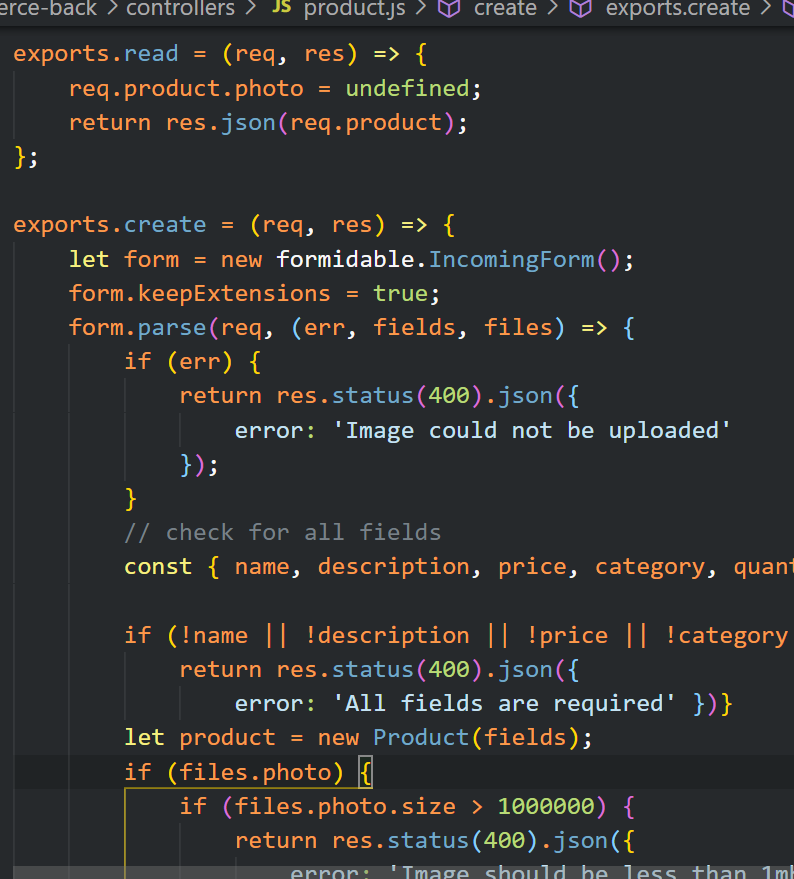 erce-back > controllers > JS product.js > create > exports.create >
exports.read = (req, res) => {
    req.product.photo = undefined;
    return res.json(req.product);
};
exports.create = (req, res) => {
    let form = new formidable.IncomingForm();
    form.keepExtensions = true;
    form.parse(req, (err, fields, files) => {
        if (err) {
            return res.status(400).json({
                error: 'Image could not be uploaded'
            });
        }
        // check for all fields
        const { name, description, price, category, quant
        if (!name || !description || !price || !category
            return res.status(400).json({
                error: 'All fields are required' })}
        let product = new Product(fields);
        if (files.photo) {
            if (files.photo.size > 1000000) {
                return res.status(400).json({
                    error: 'Image should be less than 1mb